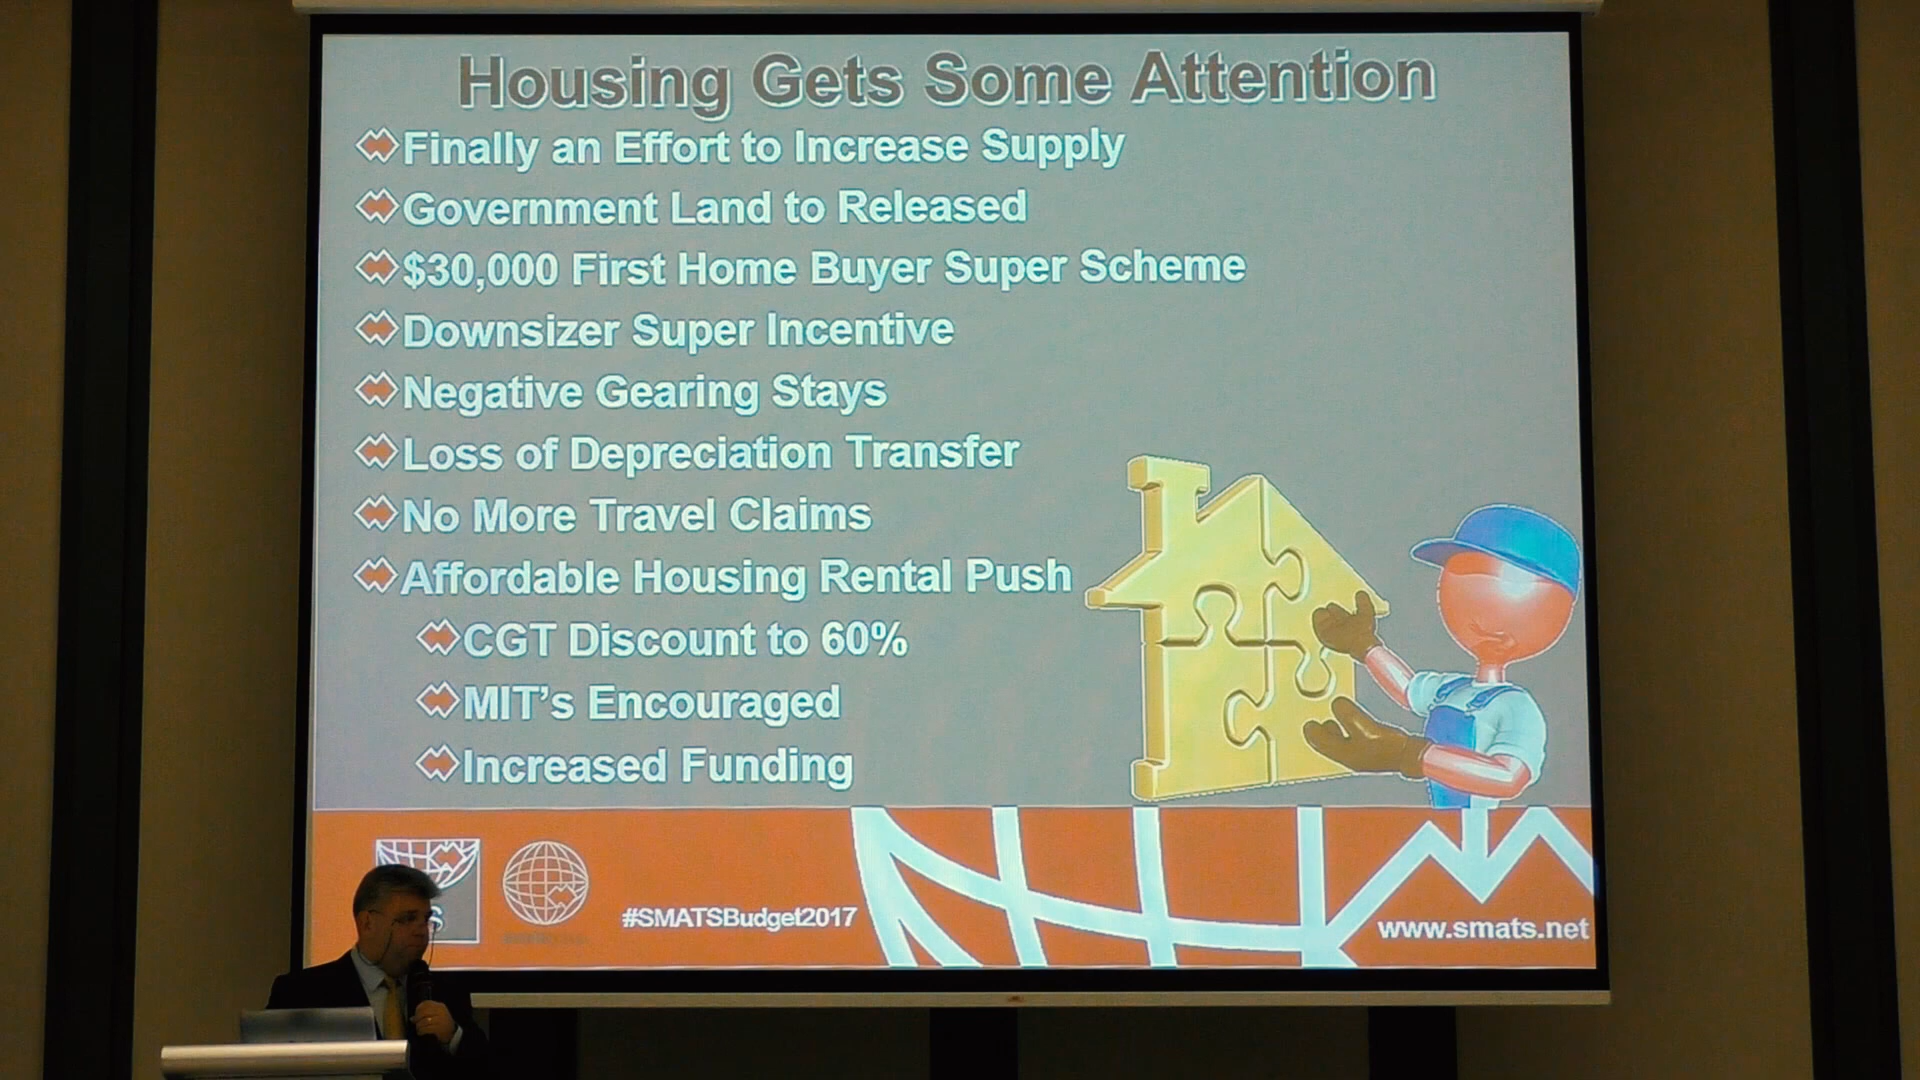 Housing Gets Some Attention
Finally an Effort to Increase Supply
Government Land to Released
$30,000 First Home Buyer Super Scheme
Downsizer Super Incentive
Negative Gearing Stays
Loss of Depreciation Transfer
No More Travel Claims
Affordable Housing Rental Push
CGT Discount to 60%
MIT's Encouraged
Increased Funding
S
#SMATSBudget2017
www.smats.net